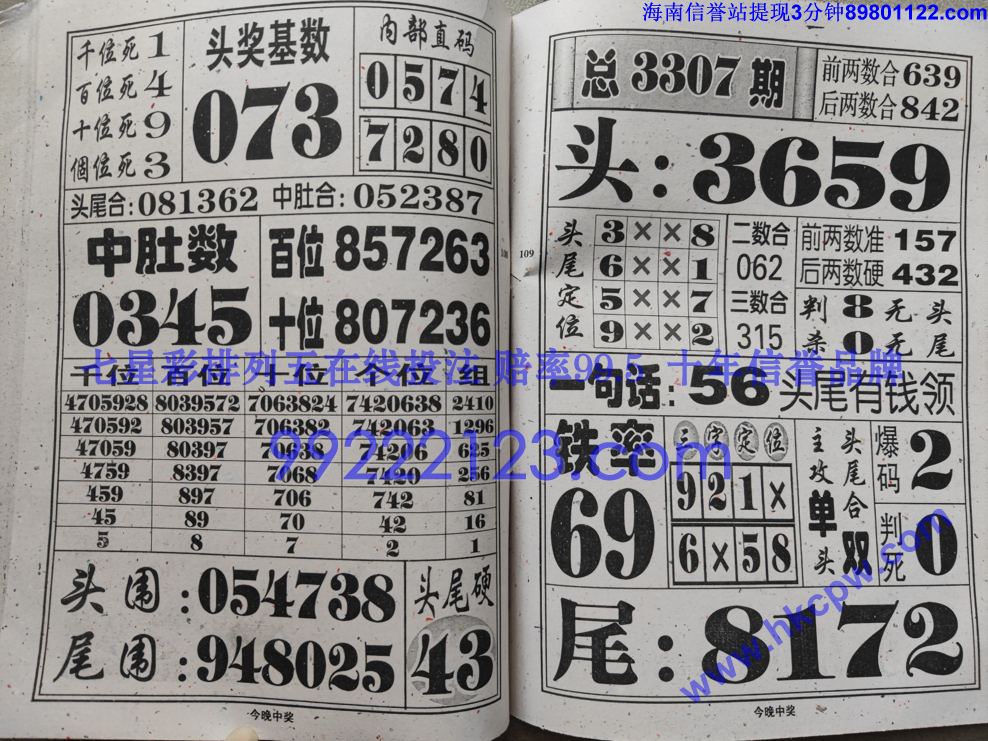 海南信誉站提现3分钟89801122.com
千位死1
百位死4
十位死9
個位死3
头奖基数
073
内部直码
0574
7280
头尾合:081362 中肚合:052387
中肚数
0345
百位857263
十位807236
七星彩排列五在线投注 赔率99.5 十年信誉品牌
千位 百位 十位 个位 组
4705928 8039572 7063824 7420638 2410
470592 803957 706382 742063 1296
47059 80397 70638 74206 625
4759 8397 7068 7420 256
459 897 706 742 81
45 89 70 42 16
5 8 7 2 1
99222123.com
头围:054738
尾围:948025
头尾硬
43
今晚中奖
108
109
总3307期
前两数合639
后两数合842
头:3659
头尾定位
3××8
6××1
5××7
9××2
二数合
062
三数合
315
前两数准157
后两数硬432
判8无头
杀0无尾
一句话:56头尾有钱领
铁率
69
三字定位
921×
6×58
主攻单头
头尾合双
爆码2
判死0
尾:8172
www.hkcpw.com
今晚中奖